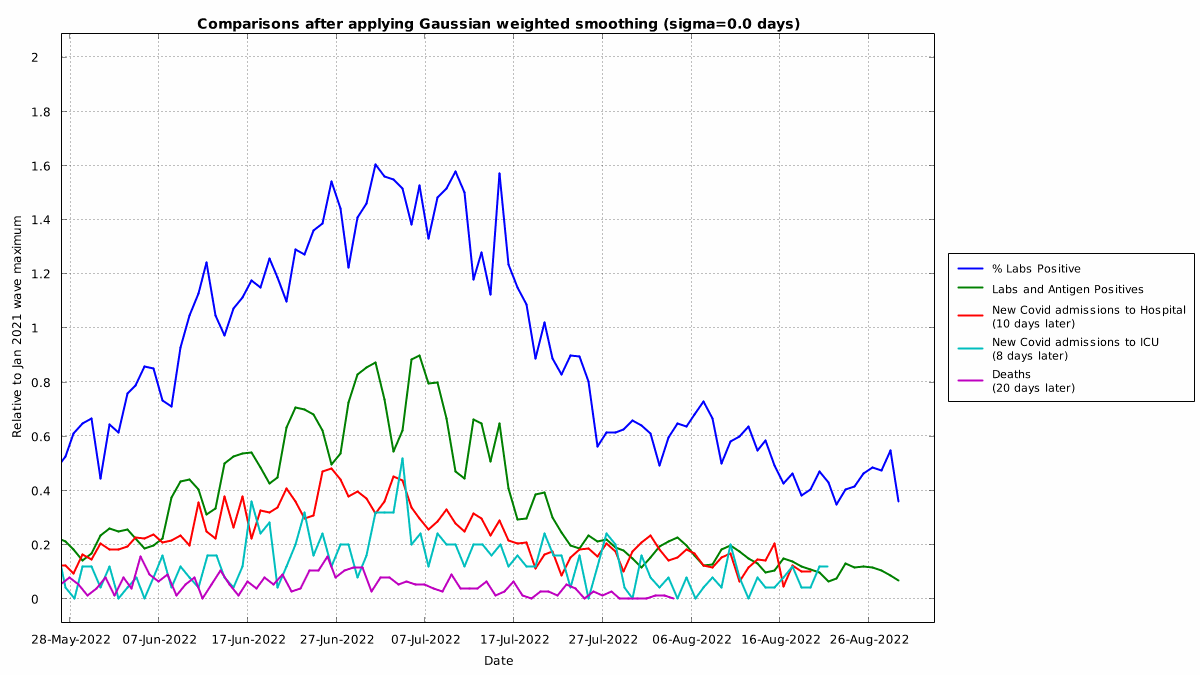 Comparisons after applying Gaussian weighted smoothing (sigma=0.0 days)
2
1.8
1.6
1.4
1.2
1
0.8
0.6
0.4
0.2
0
Relative to Jan 2021 wave maximum
28-May-2022 07-Jun-2022 17-Jun-2022 27-Jun-2022 07-Jul-2022 17-Jul-2022 27-Jul-2022 06-Aug-2022 16-Aug-2022 26-Aug-2022
Date
% Labs Positive
Labs and Antigen Positives
New Covid admissions to Hospital
(10 days later)
New Covid admissions to ICU
(8 days later)
Deaths
(20 days later)